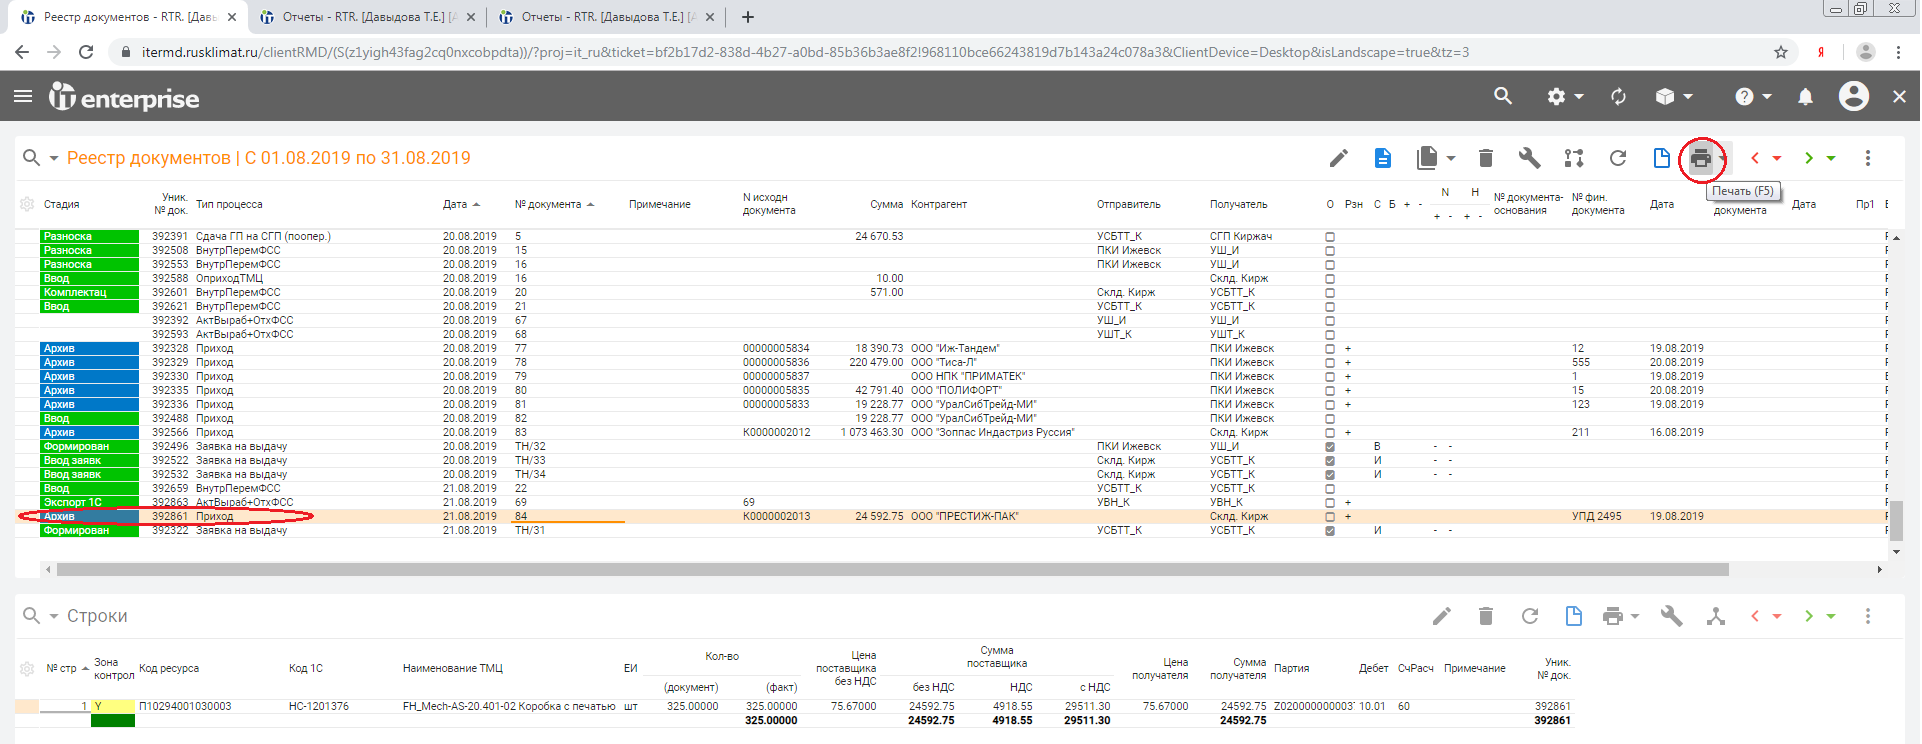 Реестр документов - RTR. [Давы
Отчеты - RTR. [Давыдова Т.Е.] [А
Отчеты - RTR. [Давыдова Т.Е.] [А
itermd.rusklimat.ru/clientRMD/(S(z1yigh43fag2cq0nxcobpdta))/?proj=it_ru&ticket=bf2b17d2-838d-4b27-a0bd-85b36b3ae8f2!968110bce66243819d7b143a24c078a3&ClientDevice=Desktop&isLandscape=true&tz=3
Я
IT enterprise
Реестр документов | С 01.08.2019 по 31.08.2019
Печать (F5)
Стадия Уник. № док. Тип процесса Дата № документа Примечание N исходн документа Сумма Контрагент Отправитель Получатель О Рзн С Б + - N + - Н + - № документа-основания № фин. документа Дата документа Дата Пр1
Разноска 392391 Сдача ГП на СГП (поопер.) 20.08.2019 5 24 670.53 УСБТТ_К СГП Киржач
Разноска 392508 ВнутрПеремФСС 20.08.2019 15 ПКИ Ижевск УШ_И
Разноска 392553 ВнутрПеремФСС 20.08.2019 16 ПКИ Ижевск УШ_И
Ввод 392588 ОприходТМЦ 20.08.2019 16 10.00 Склд. Кирж
Комплектац 392601 ВнутрПеремФСС 20.08.2019 20 571.00 Склд. Кирж УСБТТ_К
Ввод 392621 ВнутрПеремФСС 20.08.2019 21 УСБТТ_К УСБТТ_К
392392 АктВыраб+ОтхФСС 20.08.2019 67 УШ_И УШ_И
392593 АктВыраб+ОтхФСС 20.08.2019 68 УШТ_К УШТ_К
Архив 392328 Приход 20.08.2019 77 00000005834 18 390.73 ООО "Иж-Тандем" ПКИ Ижевск + 12 19.08.2019
Архив 392329 Приход 20.08.2019 78 00000005836 220 479.00 ООО "Тиса-Л" ПКИ Ижевск + 555 20.08.2019
Архив 392330 Приход 20.08.2019 79 00000005837 ООО НПК "ПРИМАТЕК" ПКИ Ижевск + 1 19.08.2019
Архив 392335 Приход 20.08.2019 80 00000005835 42 791.40 ООО "ПОЛИФОРТ" ПКИ Ижевск + 15 20.08.2019
Архив 392336 Приход 20.08.2019 81 00000005833 19 228.77 ООО "УралСибТрейд-МИ" ПКИ Ижевск + 123 19.08.2019
Ввод 392488 Приход 20.08.2019 82 19 228.77 ООО "УралСибТрейд-МИ" ПКИ Ижевск
Архив 392566 Приход 20.08.2019 83 К0000002012 1 073 463.30 ООО "Зоппас Индастриз Руссия" Склд. Кирж + 211 16.08.2019
Формирован 392496 Заявка на выдачу 20.08.2019 ТН/32 ПКИ Ижевск УШ_И В - -
Ввод заявк 392522 Заявка на выдачу 20.08.2019 ТН/33 Склд. Кирж УСБТТ_К И - -
Ввод заявк 392532 Заявка на выдачу 20.08.2019 ТН/34 Склд. Кирж УСБТТ_К И - -
Ввод 392659 ВнутрПеремФСС 21.08.2019 22 УСБТТ_К УСБТТ_К
Экспорт 1С 392863 АктВыраб+ОтхФСС 21.08.2019 69 69 УВН_К УВН_К +
Архив 392861 Приход 21.08.2019 84 К0000002013 24 592.75 ООО "ПРЕСТИЖ-ПАК" Склд. Кирж + УПД 2495 19.08.2019
Формирован 392322 Заявка на выдачу 21.08.2019 ТН/31 УСБТТ_К УСБТТ_К И - -
Строки
№ стр Зона контрол Код ресурса Код 1С Наименование ТМЦ ЕИ Кол-во (документ) (факт) Цена поставщика без НДС Сумма поставщика без НДС НДС с НДС Цена получателя Сумма получателя Партия Дебет СчРасч Примечание Уник. № док.
1 Y П10294001030003 НС-1201376 FH_Mech-AS-20.401-02 Коробка с печатью шт 325.00000 325.00000 75.67000 24592.75 4918.55 29511.30 75.67000 24592.75 Z020000000003 10.01 60 392861
325.00000 24592.75 4918.55 29511.30 24592.75 392861